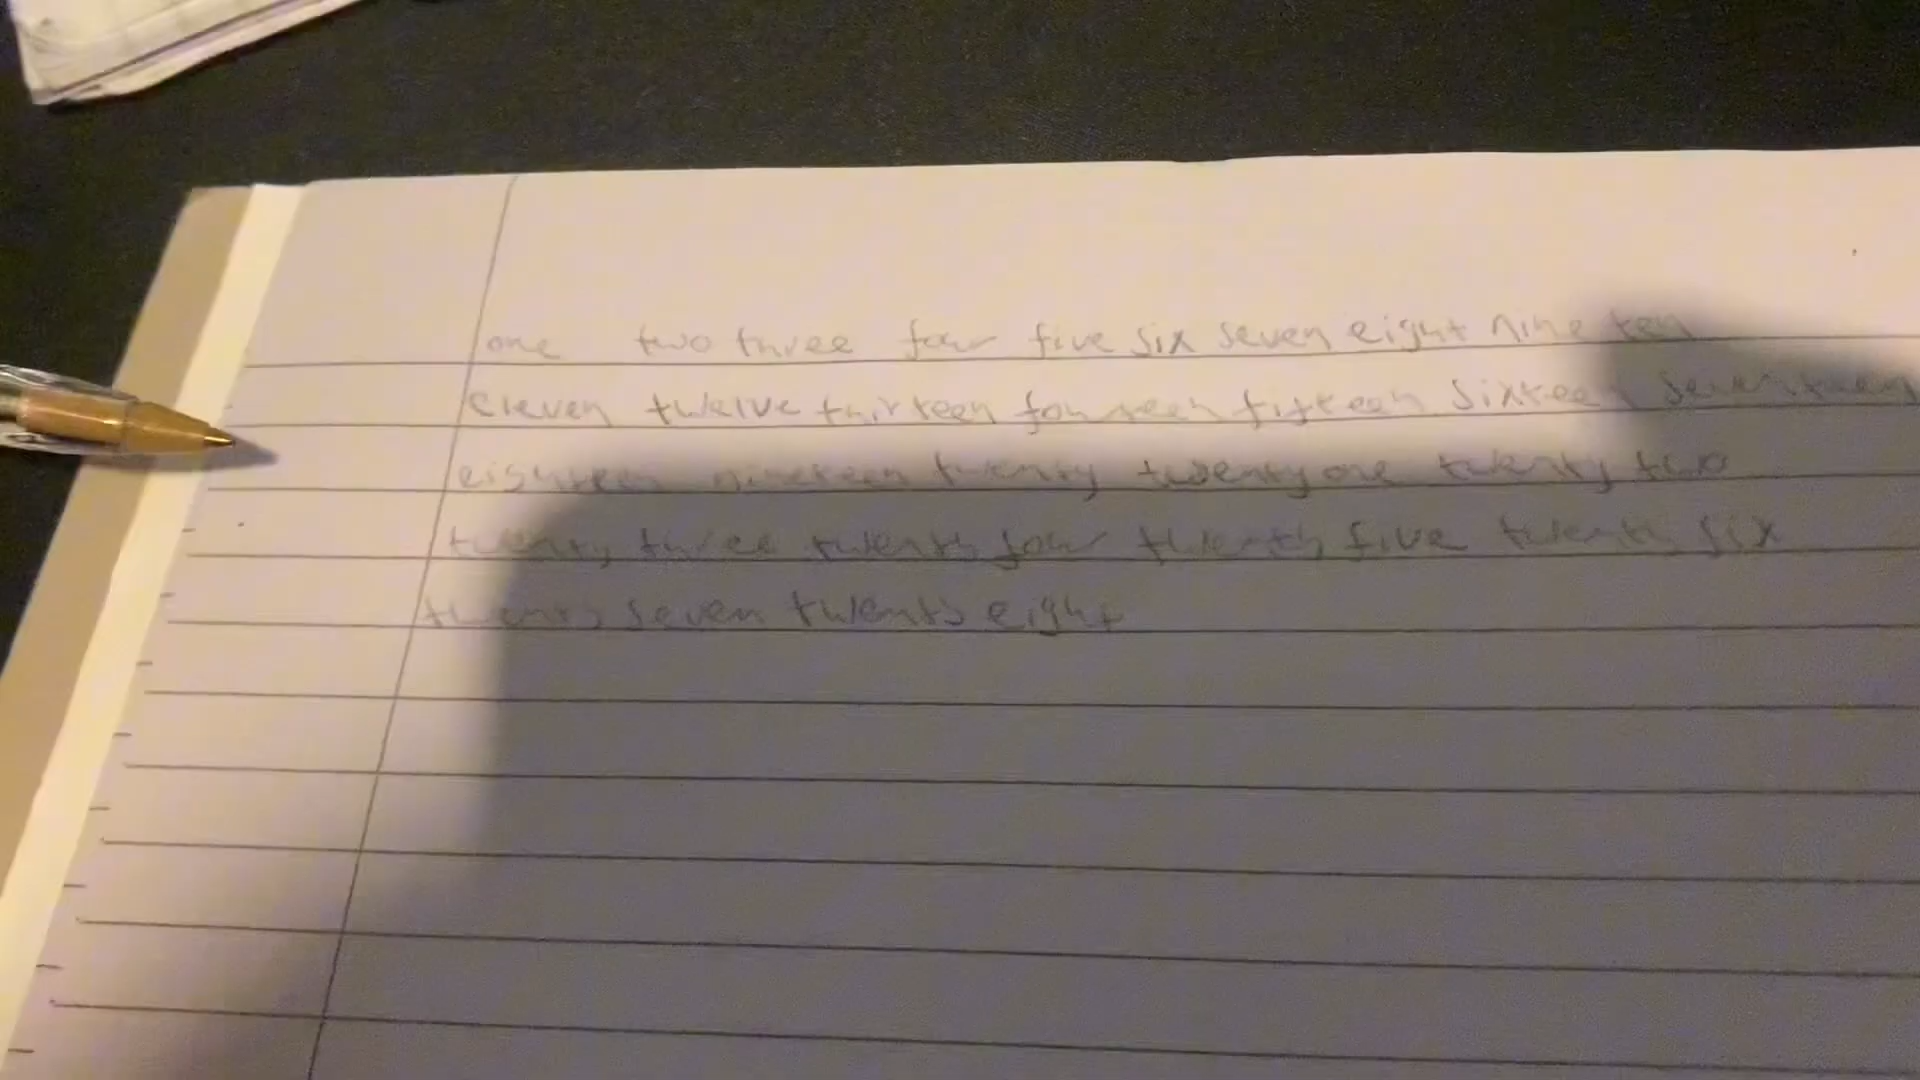 one two three four five six seven eight nine ten
eleven twelve thirteen fourteen fifteen sixteen seventeen
eighteen nineteen twenty twenty one twenty two
twenty three twenty four twenty five twenty six
twenty seven twenty eight